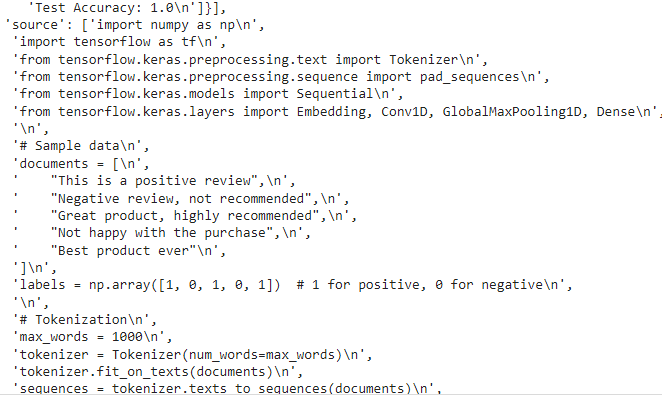 'Test Accuracy: 1.0\n']}],
'source': ['import numpy as np\n',
'import tensorflow as tf\n',
'from tensorflow.keras.preprocessing.text import Tokenizer\n',
'from tensorflow.keras.preprocessing.sequence import pad_sequences\n',
'from tensorflow.keras.models import Sequential\n',
'from tensorflow.keras.layers import Embedding, Conv1D, GlobalMaxPooling1D, Dense\n',
'\n',
'# Sample data\n',
'documents = [\n',
'    "This is a positive review",\n',
'    "Negative review, not recommended",\n',
'    "Great product, highly recommended",\n',
'    "Not happy with the purchase",\n',
'    "Best product ever"\n',
']\n',
'labels = np.array([1, 0, 1, 0, 1])  # 1 for positive, 0 for negative\n',
'\n',
'# Tokenization\n',
'max_words = 1000\n',
'tokenizer = Tokenizer(num_words=max_words)\n',
'tokenizer.fit_on_texts(documents)\n',
'sequences = tokenizer.texts_to_sequences(documents)\n',